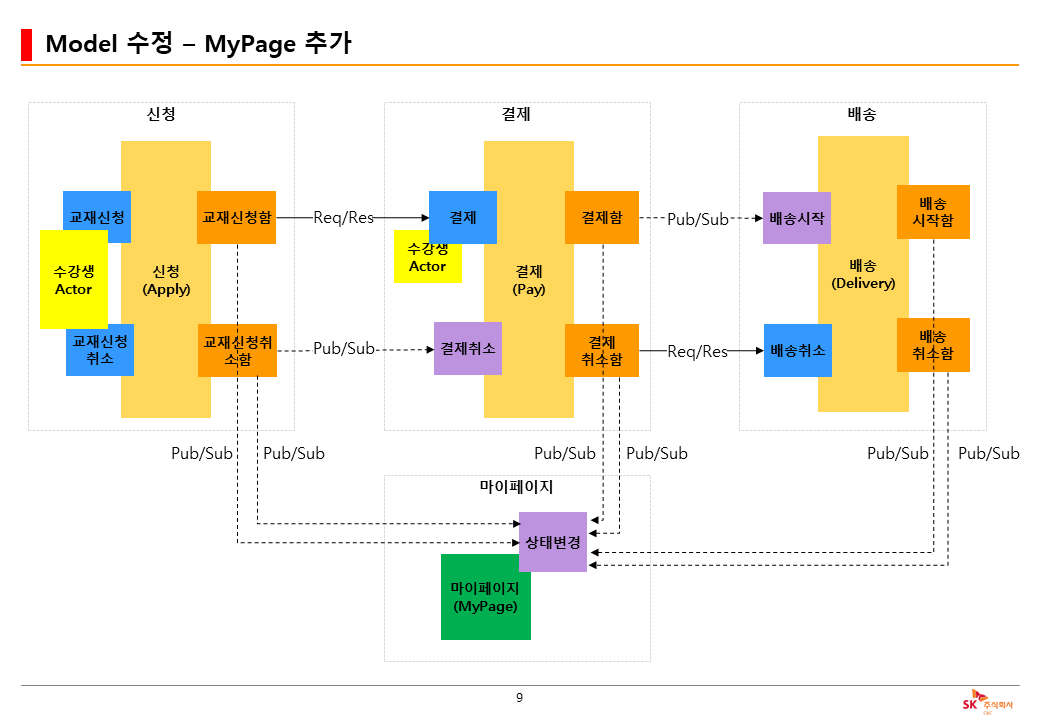 Model 수정 – MyPage 추가
신청
결제
배송
교재신청
교재신청함
Req/Res
결제
결제함
Pub/Sub
배송시작
배송
시작함
수강생
Actor
신청
(Apply)
수강생
Actor
결제
(Pay)
배송
(Delivery)
교재신청
취소
교재신청취
소함
Pub/Sub
결제취소
결제
취소함
Req/Res
배송취소
배송
취소함
Pub/Sub
Pub/Sub
Pub/Sub
Pub/Sub
Pub/Sub
Pub/Sub
마이페이지
상태변경
마이페이지
(MyPage)
9
SK 주식회사
C&C